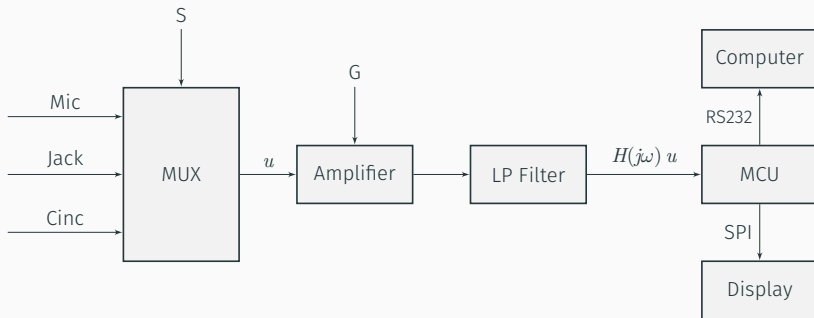 S
Computer
G
Mic
RS232
Jack
MUX
u
Amplifier
LP Filter
H(jω) u
MCU
Cinc
SPI
Display